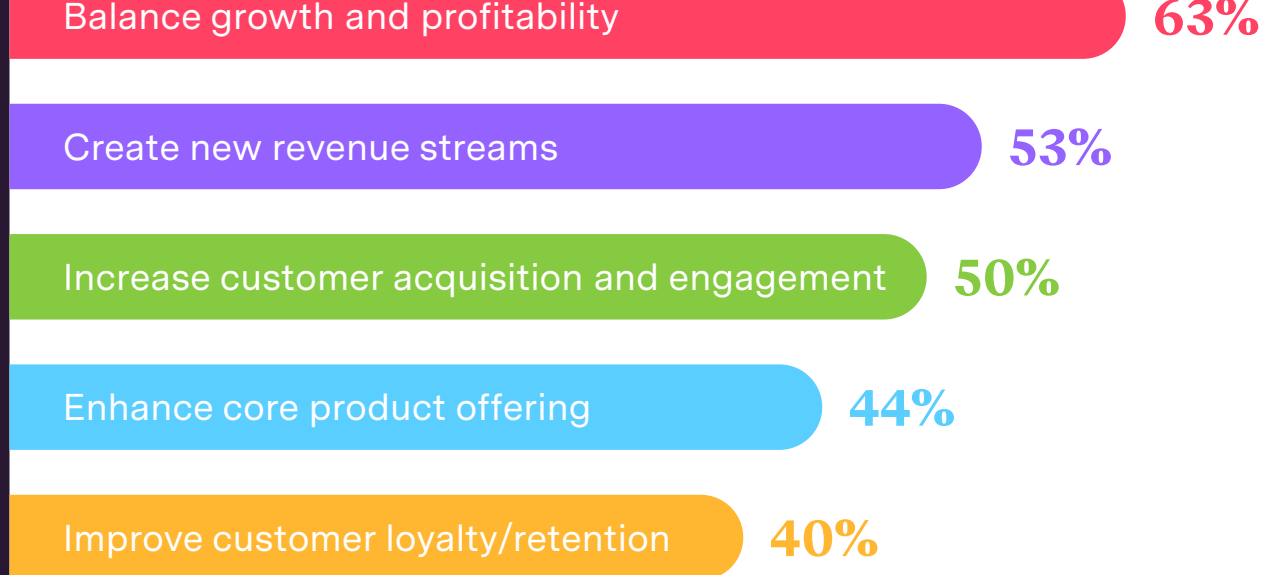 Balance growth and profitability 63%
Create new revenue streams 53%
Increase customer acquisition and engagement 50%
Enhance core product offering 44%
Improve customer loyalty/retention 40%